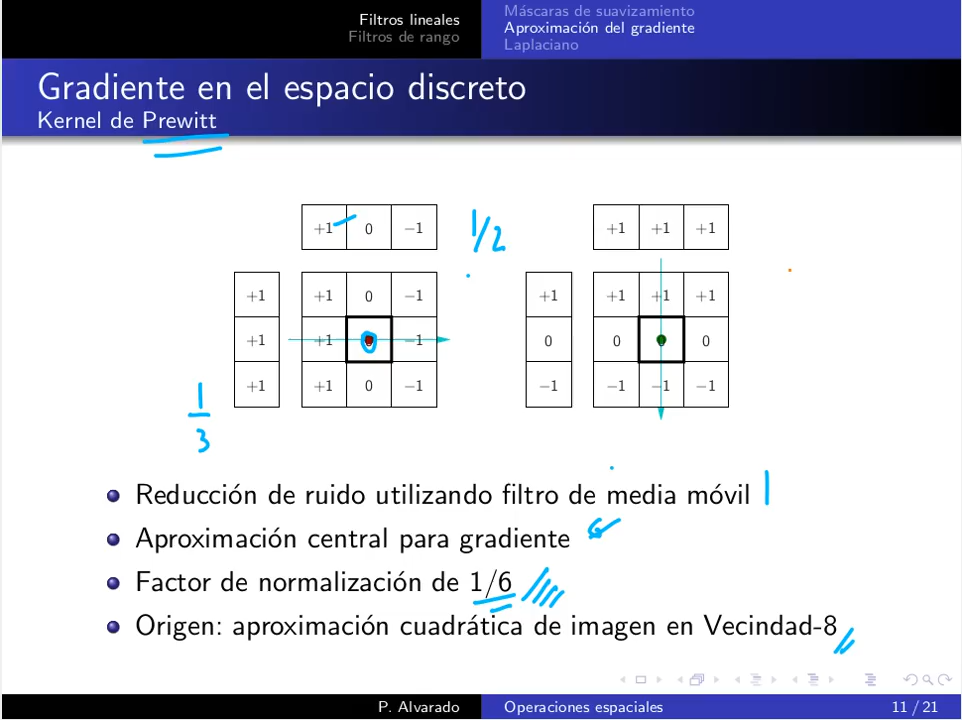 Filtros lineales
Filtros de rango
Máscaras de suavizamiento
Aproximación del gradiente
Laplaciano
Gradiente en el espacio discreto
Kernel de Prewitt
+1 0 −1
1/2
+1 +1 +1
+1 +1 0 −1 +1 +1 +1 +1
+1 +1 −1 0 0 0
+1 +1 0 −1 −1 −1 −1 −1
1
3
Reducción de ruido utilizando filtro de media móvil
Aproximación central para gradiente
Factor de normalización de 1/6
Origen: aproximación cuadrática de imagen en Vecindad-8
P. Alvarado Operaciones espaciales 11 / 21